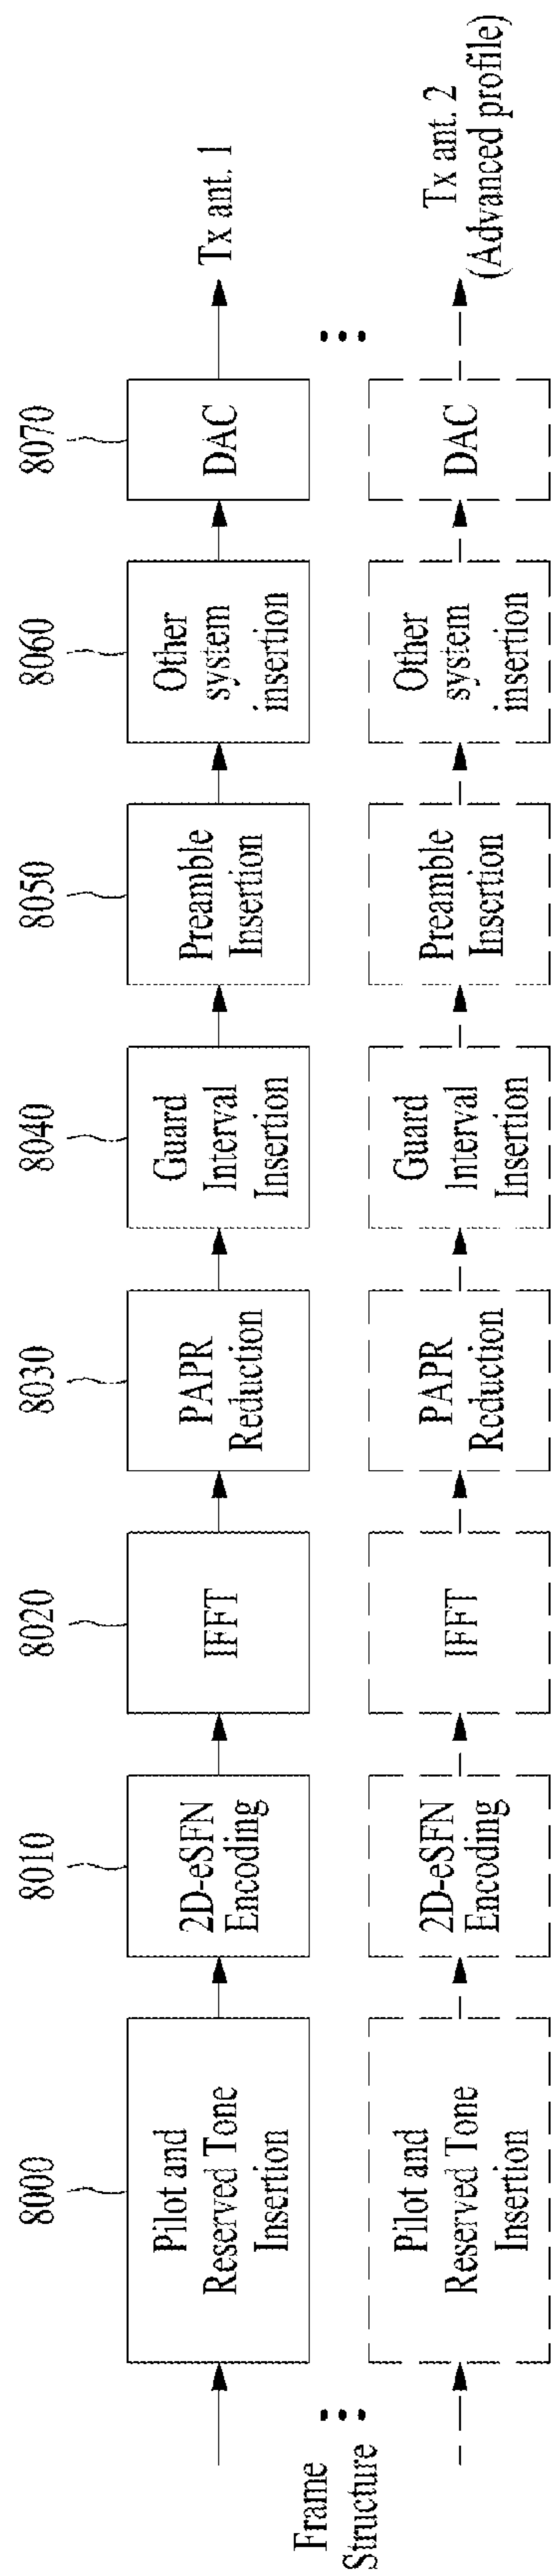 8000
8010
8020
8030
8040
8050
8060
8070
Frame
Structure
Pilot and
Reserved Tone
Insertion
2D-eSFN
Encoding
IFFT
PAPR
Reduction
Guard
Interval
Insertion
Preamble
Insertion
Other
system
insertion
DAC
Tx ant. 1
Pilot and
Reserved Tone
Insertion
2D-eSFN
Encoding
IFFT
PAPR
Reduction
Guard
Interval
Insertion
Preamble
Insertion
Other
system
insertion
DAC
Tx ant. 2
(Advanced profile)